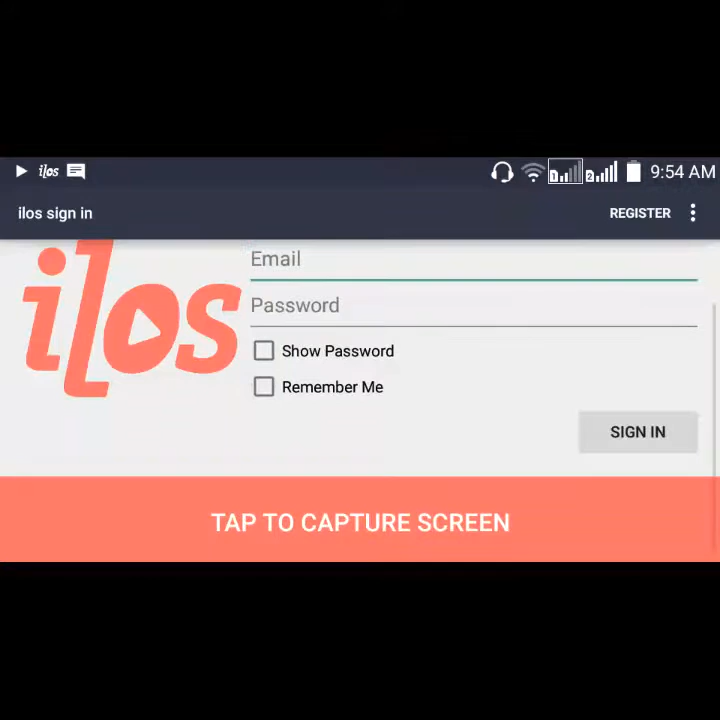 ilos 9:54 AM
ilos sign in REGISTER
ilos
Email
Password
Show Password
Remember Me
SIGN IN
TAP TO CAPTURE SCREEN